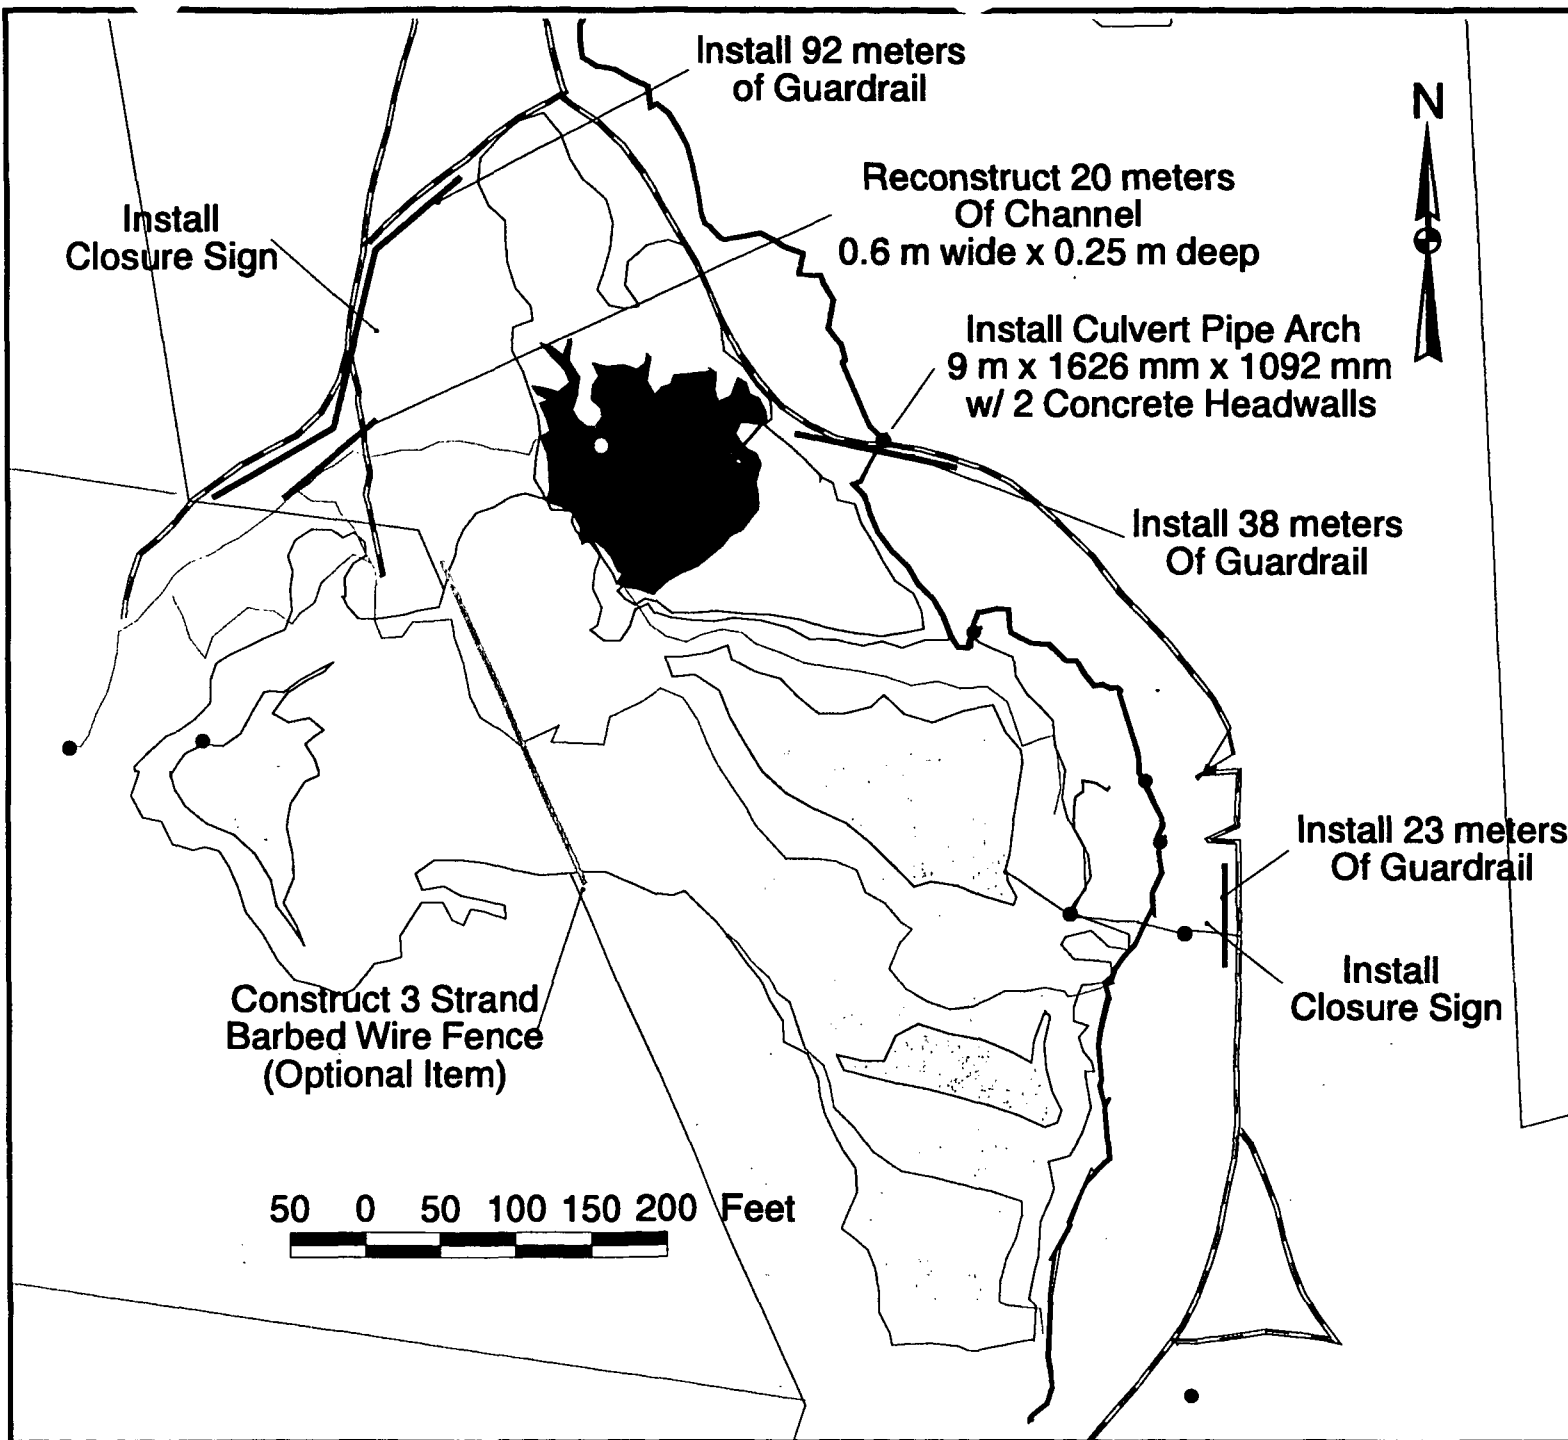 Install 92 meters
of Guardrail
N
Reconstruct 20 meters
Of Channel
0.6 m wide x 0.25 m deep
Install
Closure Sign
Install Culvert Pipe Arch
9 m x 1626 mm x 1092 mm
w/ 2 Concrete Headwalls
Install 38 meters
Of Guardrail
Install 23 meters
Of Guardrail
Install
Closure Sign
Construct 3 Strand
Barbed Wire Fence
(Optional Item)
50 0 50 100 150 200 Feet